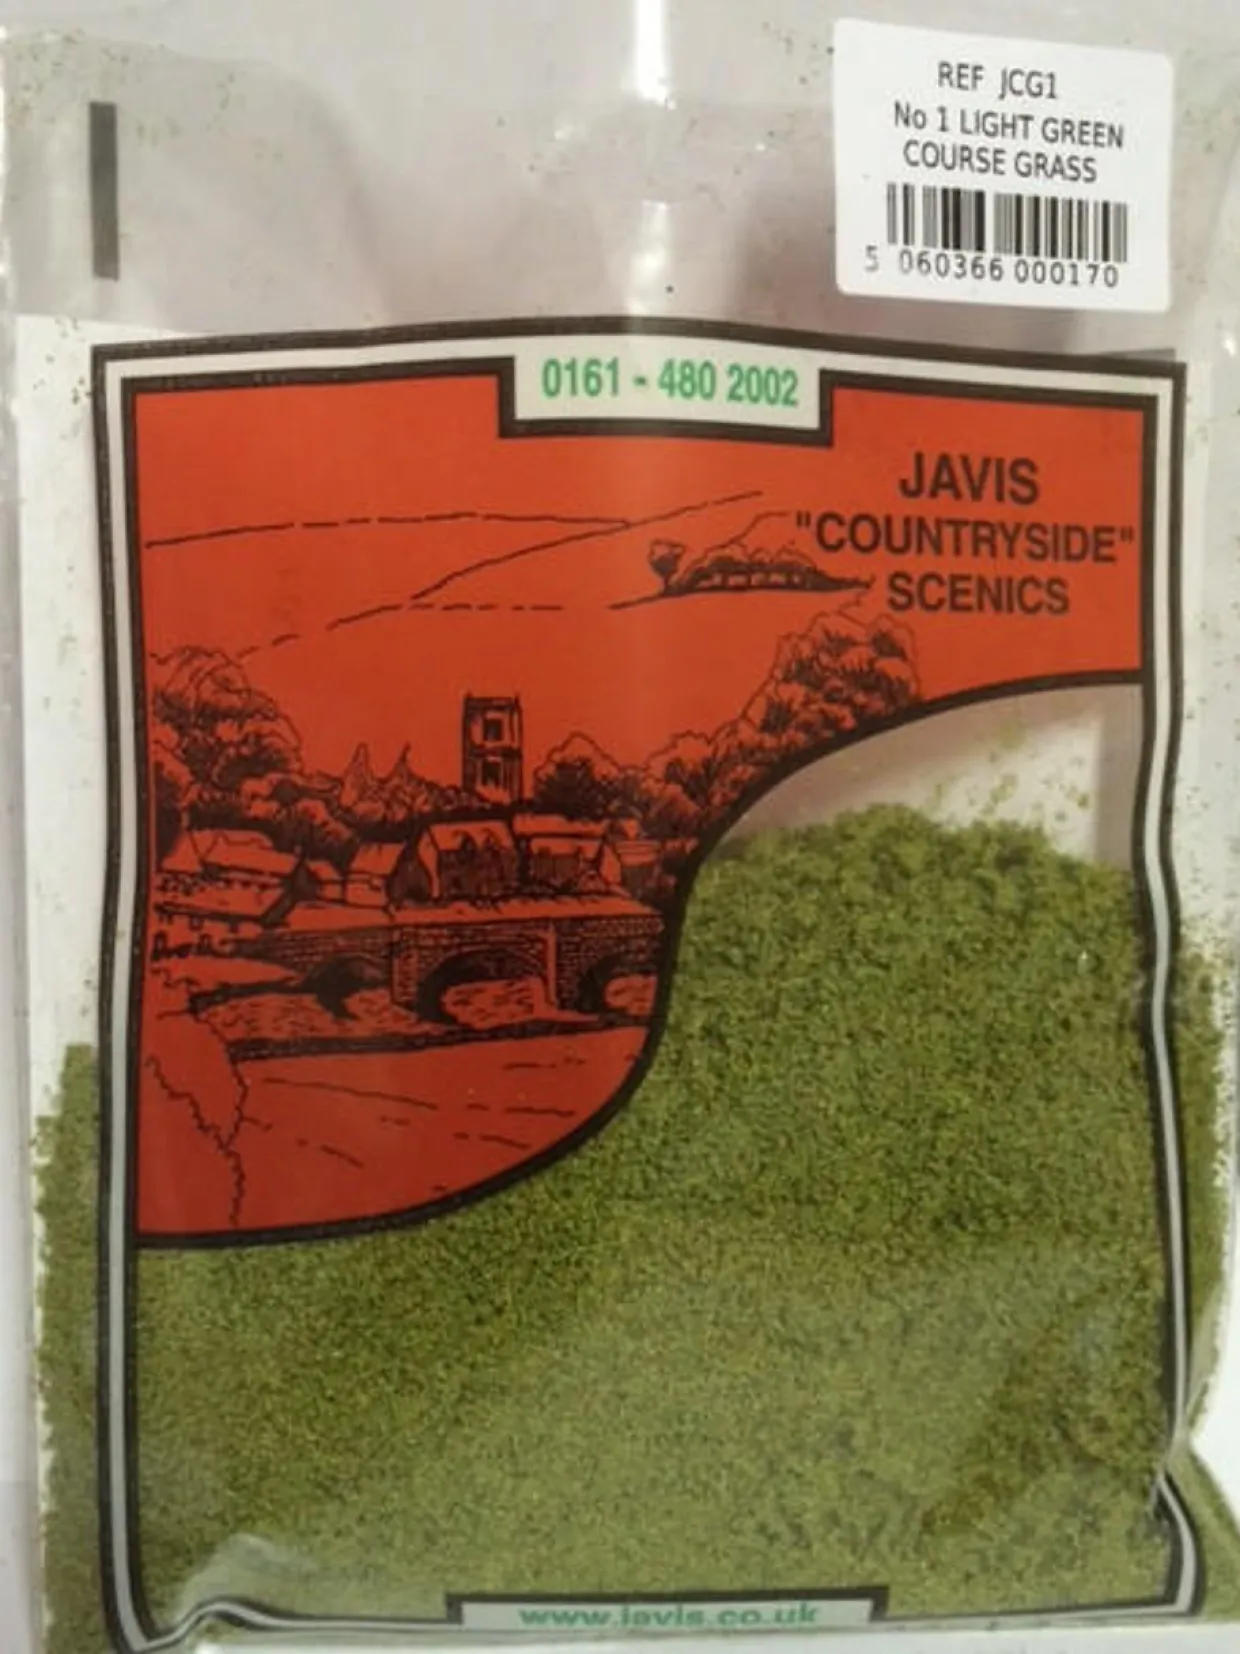 REF JCG1
No 1 LIGHT GREEN
COURSE GRASS
5 060366 000170
0161 - 480 2002
JAVIS
"COUNTRYSIDE"
SCENICS
www.javis.co.uk